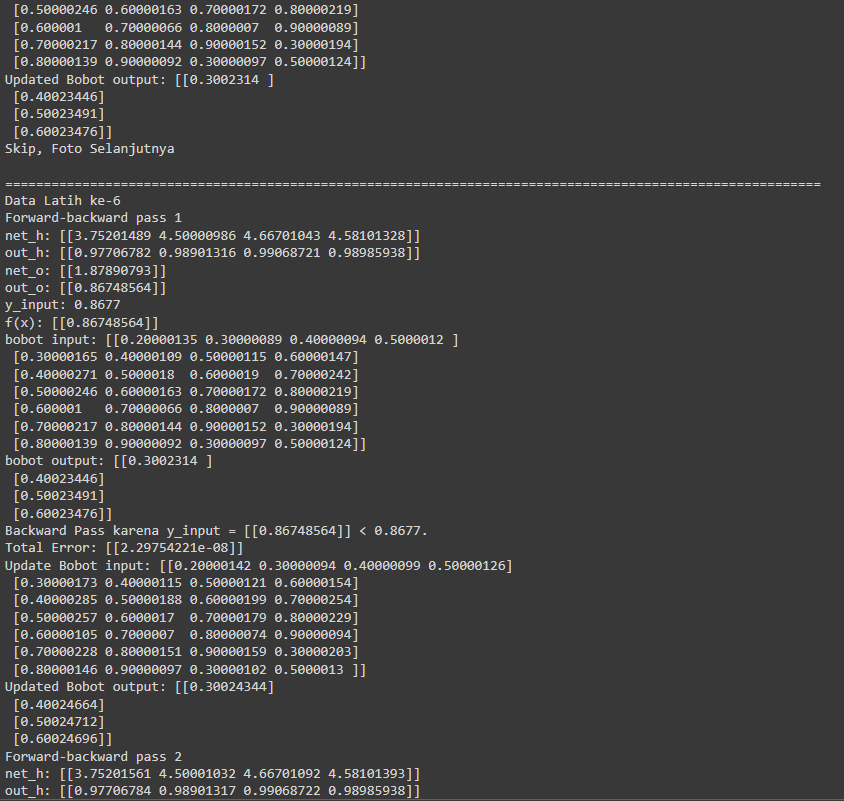 [0.50000246 0.60000163 0.70000172 0.80000219]
[0.600001   0.70000066 0.8000007  0.90000089]
[0.70000217 0.80000144 0.90000152 0.30000194]
[0.80000139 0.90000092 0.30000097 0.50000124]]
Updated Bobot output: [[0.3002314 ]
[0.40023446]
[0.50023491]
[0.60023476]]
Skip, Foto Selanjutnya
==========================================================================================================
Data Latih ke-6
Forward-backward pass 1
net_h: [[3.75201489 4.50000986 4.66701043 4.58101328]]
out_h: [[0.97706782 0.98901316 0.99068721 0.98985938]]
net_o: [[1.87890793]]
out_o: [[0.86748564]]
y_input: 0.8677
f(x): [[0.86748564]]
bobot input: [[0.20000135 0.30000089 0.40000094 0.5000012 ]
[0.30000165 0.40000109 0.50000115 0.60000147]
[0.40000271 0.5000018  0.6000019  0.70000242]
[0.50000246 0.60000163 0.70000172 0.80000219]
[0.600001   0.70000066 0.8000007  0.90000089]
[0.70000217 0.80000144 0.90000152 0.30000194]
[0.80000139 0.90000092 0.30000097 0.50000124]]
bobot output: [[0.3002314 ]
[0.40023446]
[0.50023491]
[0.60023476]]
Backward Pass karena y_input = [[0.86748564]] < 0.8677.
Total Error: [[2.29754221e-08]]
Update Bobot input: [[0.20000142 0.30000094 0.40000099 0.50000126]
[0.30000173 0.40000115 0.50000121 0.60000154]
[0.40000285 0.50000188 0.60000199 0.70000254]
[0.50000257 0.6000017  0.70000179 0.80000229]
[0.60000105 0.7000007  0.80000074 0.90000094]
[0.70000228 0.80000151 0.90000159 0.30000203]
[0.80000146 0.90000097 0.30000102 0.5000013 ]]
Updated Bobot output: [[0.30024344]
[0.40024664]
[0.50024712]
[0.60024696]]
Forward-backward pass 2
net_h: [[3.75201561 4.50001032 4.66701092 4.58101393]]
out_h: [[0.97706784 0.98901317 0.99068722 0.98985938]]